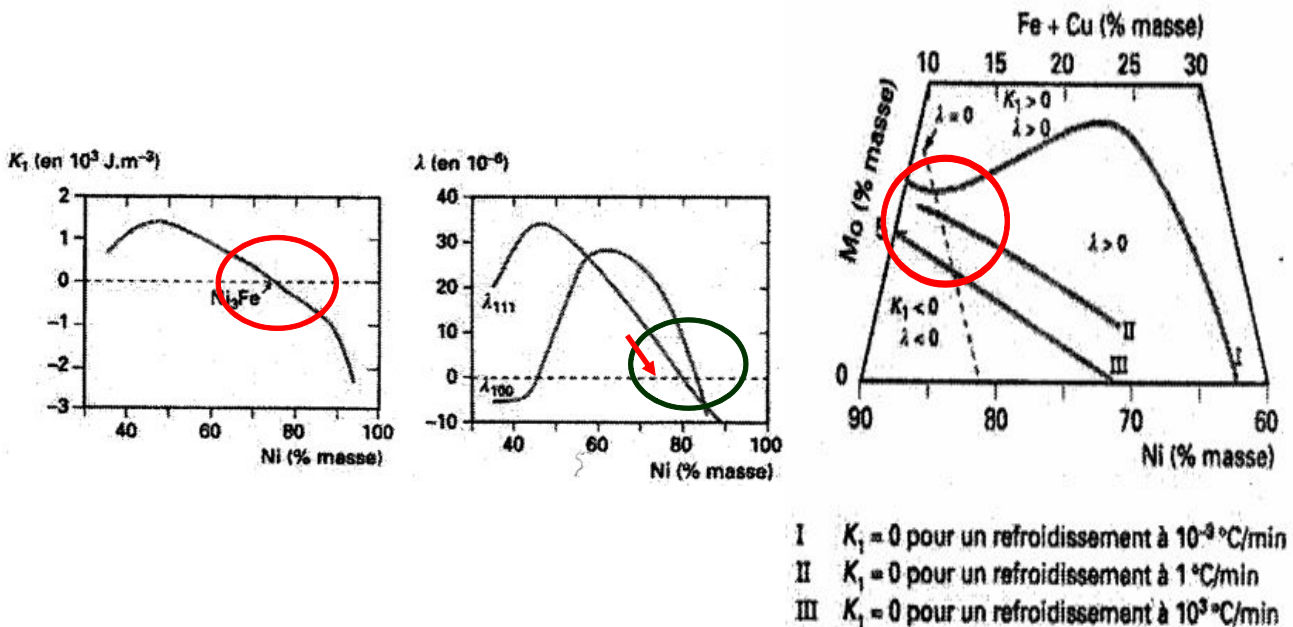 K₁ (en 10³ J.m⁻³)
2
1
0
−1
−2
−3
Ni₃Fe
40
60
80
100
Ni (% masse)
λ (en 10⁻⁶)
40
30
20
10
0
−10
λ₁₁₁
λ₁₀₀
40
60
80
100
Ni (% masse)
Fe + Cu (% masse)
10
15
20
25
30
Mo (% masse)
λ = 0
K₁ > 0
λ > 0
λ > 0
K₁ < 0
λ < 0
I
II
III
0
90
80
70
60
Ni (% masse)
I K₁ = 0 pour un refroidissement à 10⁻³ °C/min
II K₁ = 0 pour un refroidissement à 1 °C/min
III K₁ = 0 pour un refroidissement à 10³ °C/min